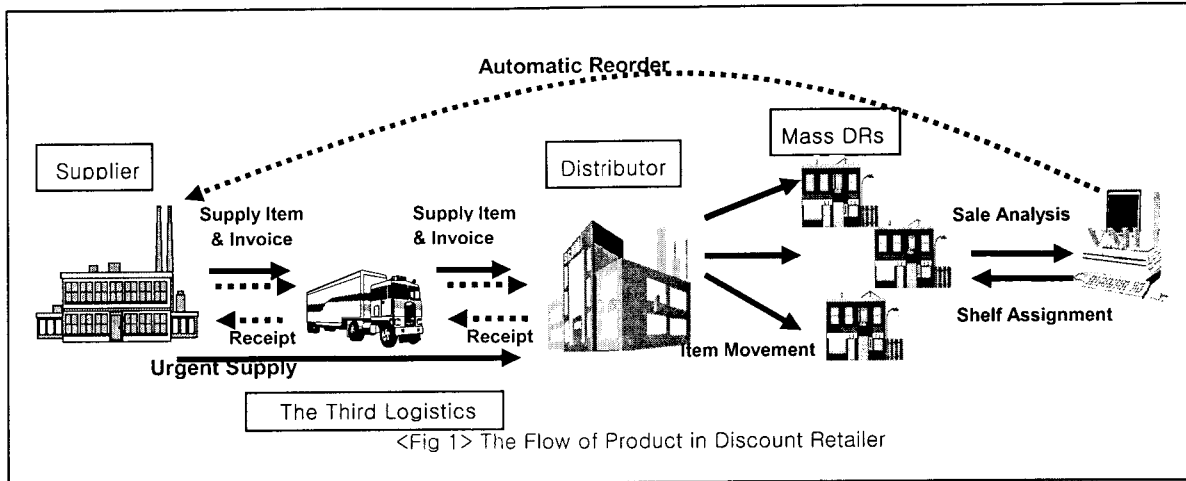 Automatic Reorder
Mass DRs
Supplier
Distributor
Supply Item
& Invoice
Supply Item
& Invoice
Sale Analysis
Shelf Assignment
Receipt
Receipt
Item Movement
Urgent Supply
The Third Logistics
<Fig 1> The Flow of Product in Discount Retailer